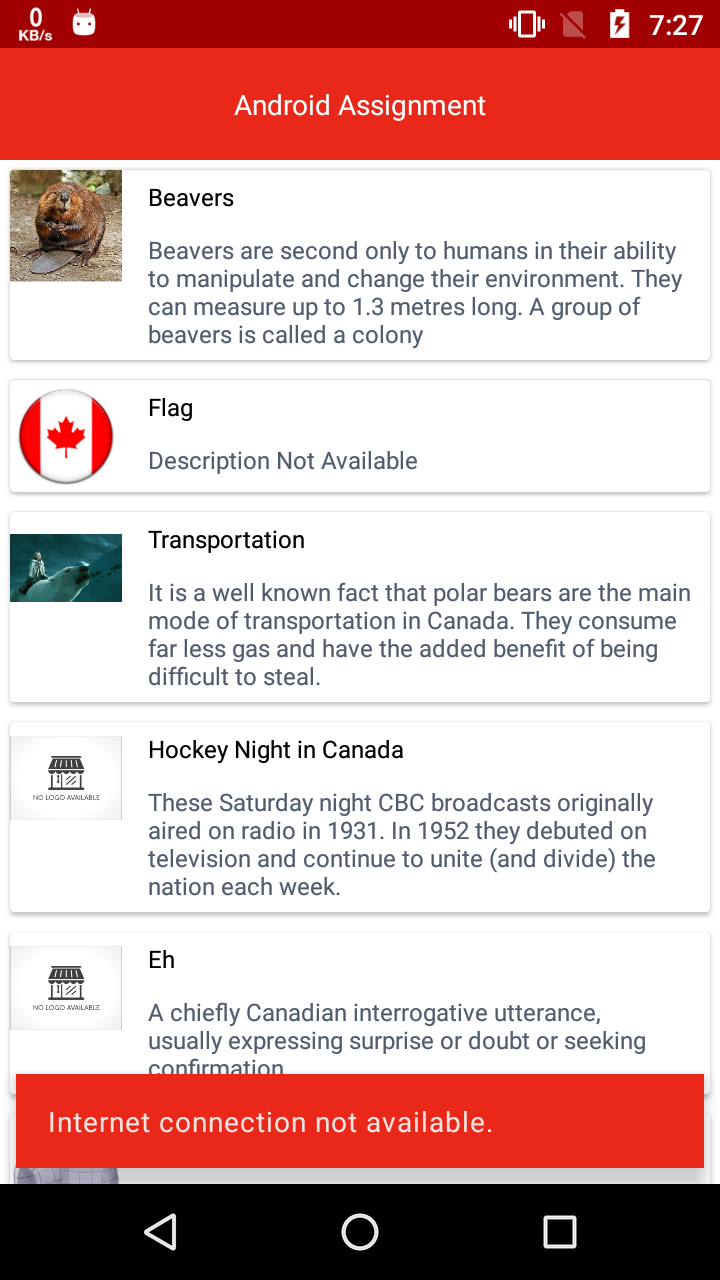 0
KB/s
7:27
Android Assignment
Beavers
Beavers are second only to humans in their ability
to manipulate and change their environment. They
can measure up to 1.3 metres long. A group of
beavers is called a colony
Flag
Description Not Available
Transportation
It is a well known fact that polar bears are the main
mode of transportation in Canada. They consume
far less gas and have the added benefit of being
difficult to steal.
NO LOGO AVAILABLE
Hockey Night in Canada
These Saturday night CBC broadcasts originally
aired on radio in 1931. In 1952 they debuted on
television and continue to unite (and divide) the
nation each week.
NO LOGO AVAILABLE
Eh
A chiefly Canadian interrogative utterance,
usually expressing surprise or doubt or seeking
confirmation
Internet connection not available.